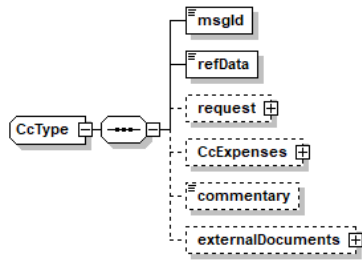 msgId
refData
request
CcType
CcExpenses
commentary
externalDocuments